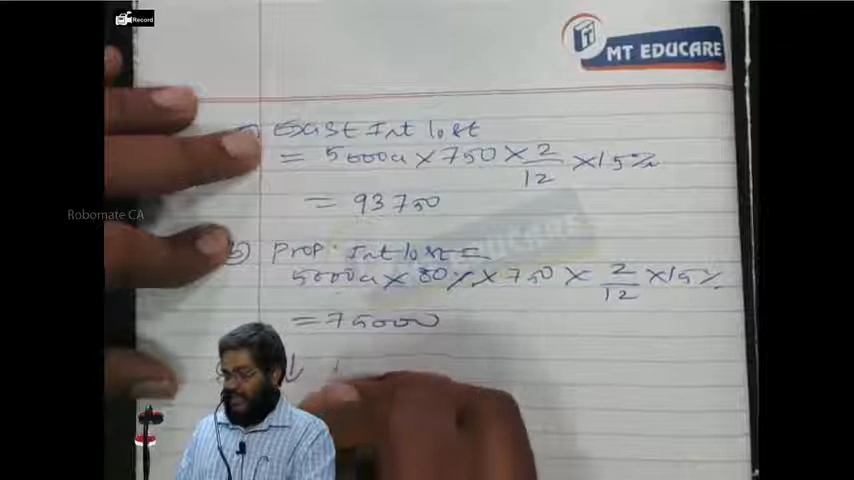 Record
MT EDUCARE
Exist Int lost
= 5000u × 750 × 2/12 × 15%
= 93750
Robomate CA
b) Prop. Int lost =
5000u × 80% × 750 × 2/12 × 15%
= 75000
↓